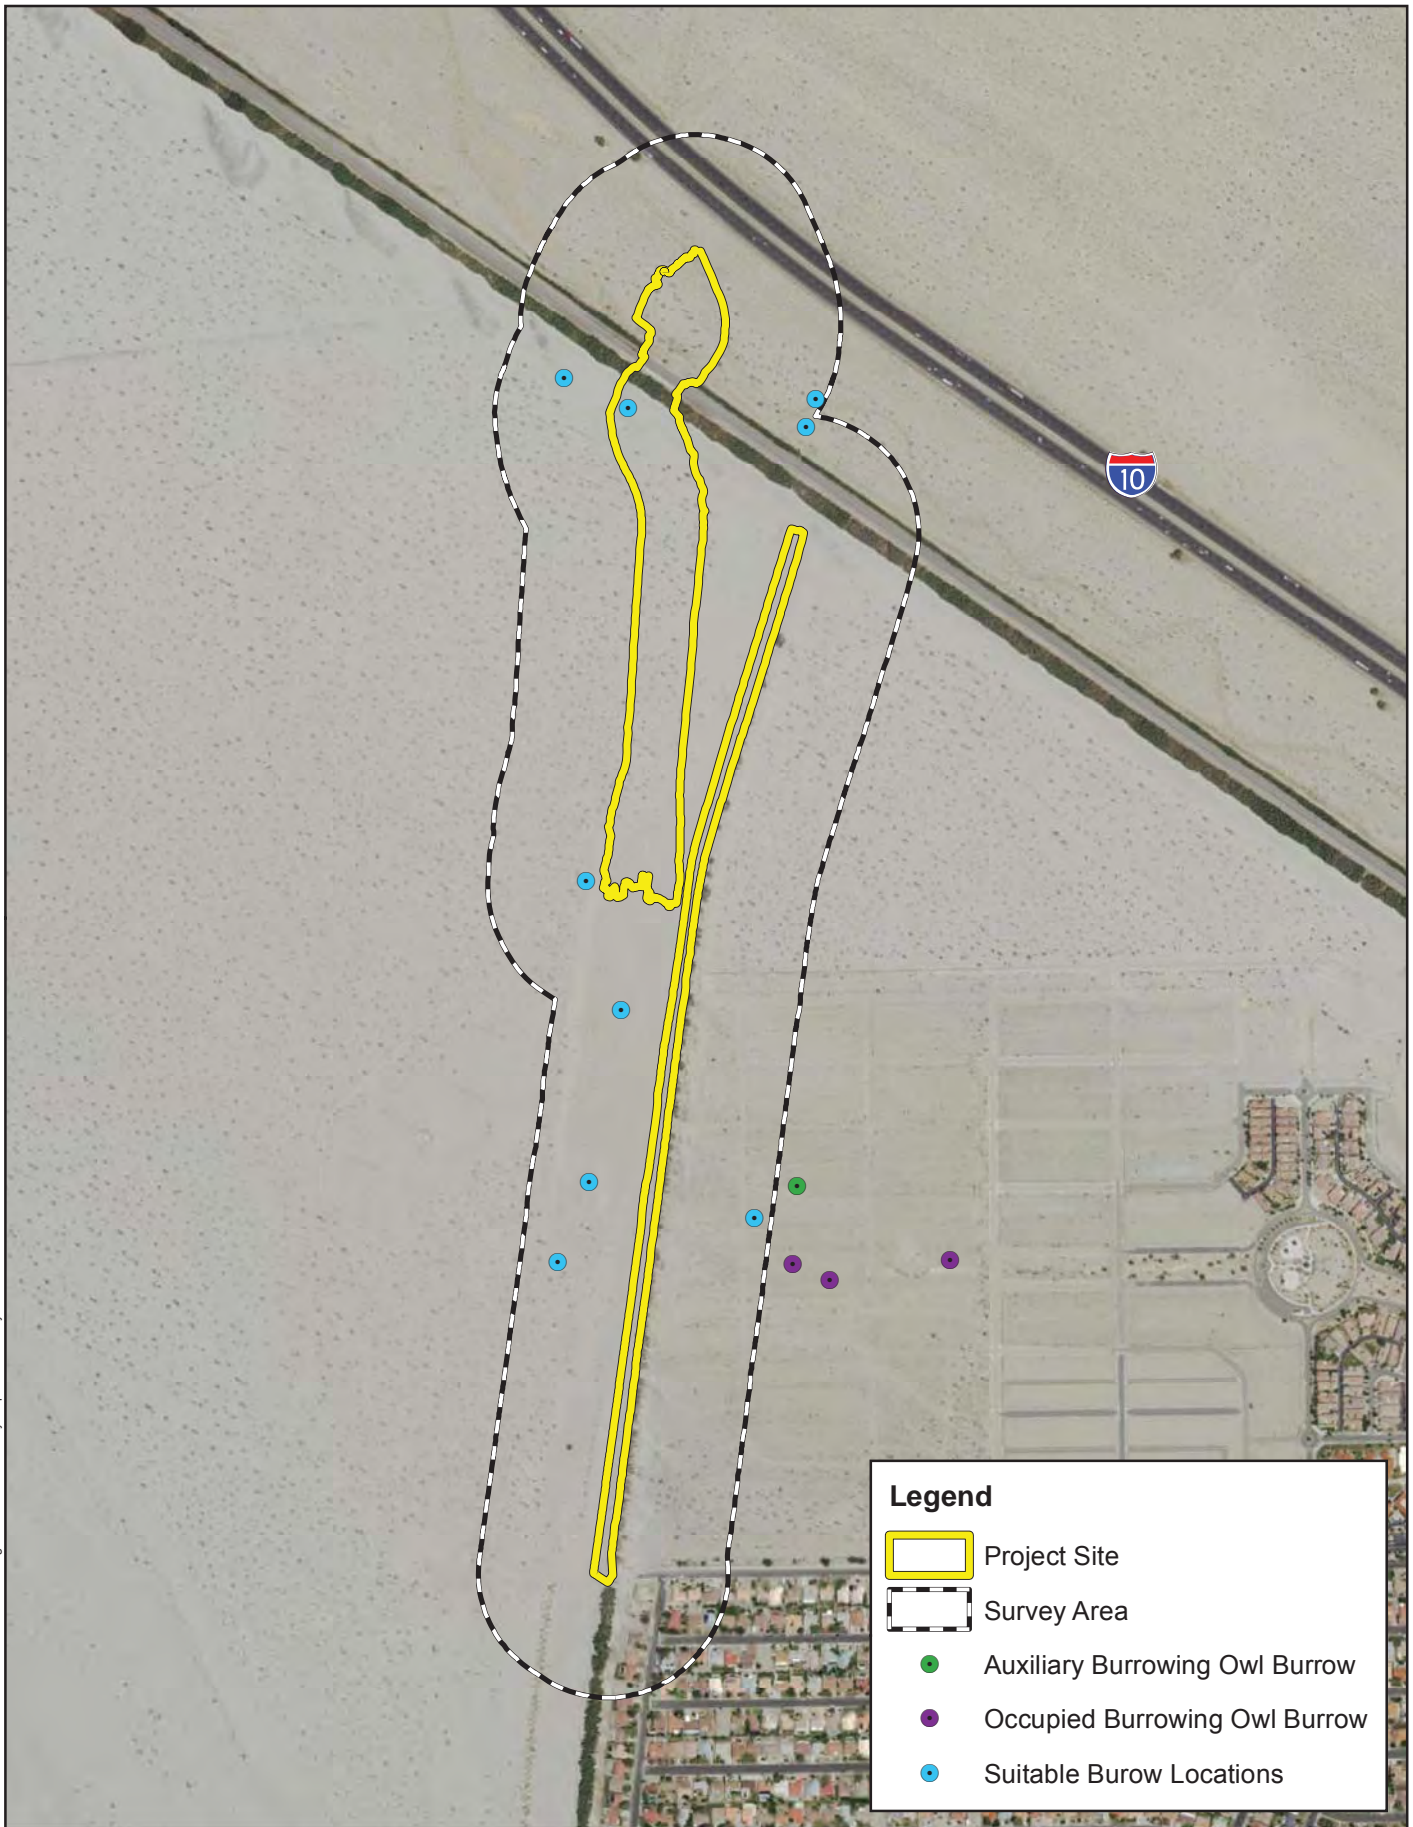 10
Legend
Project Site
Survey Area
Auxiliary Burrowing Owl Burrow
Occupied Burrowing Owl Burrow
Suitable Burow Locations